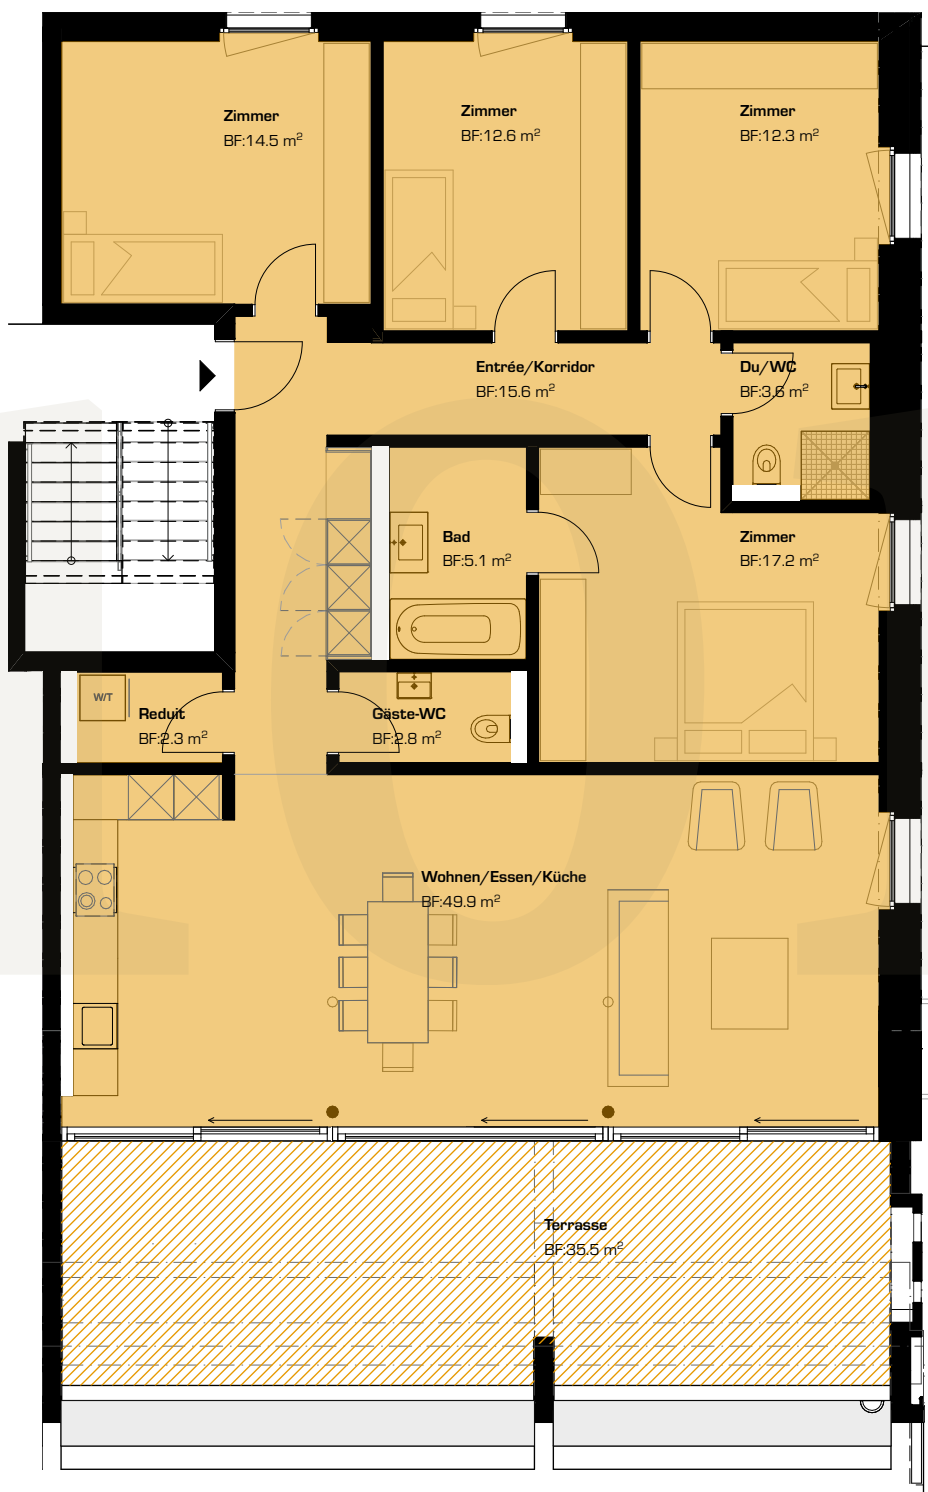 Zimmer
BF:14.5 m²
Zimmer
BF:12.6 m²
Zimmer
BF:12.3 m²
Entrée/Korridor
BF:15.6 m²
Du/WC
BF:3.6 m²
Bad
BF:5.1 m²
Zimmer
BF:17.2 m²
W/T
Reduit
BF:2.3 m²
Gäste-WC
BF:2.8 m²
Wohnen/Essen/Küche
BF:49.9 m²
Terrasse
BF:35.5 m²